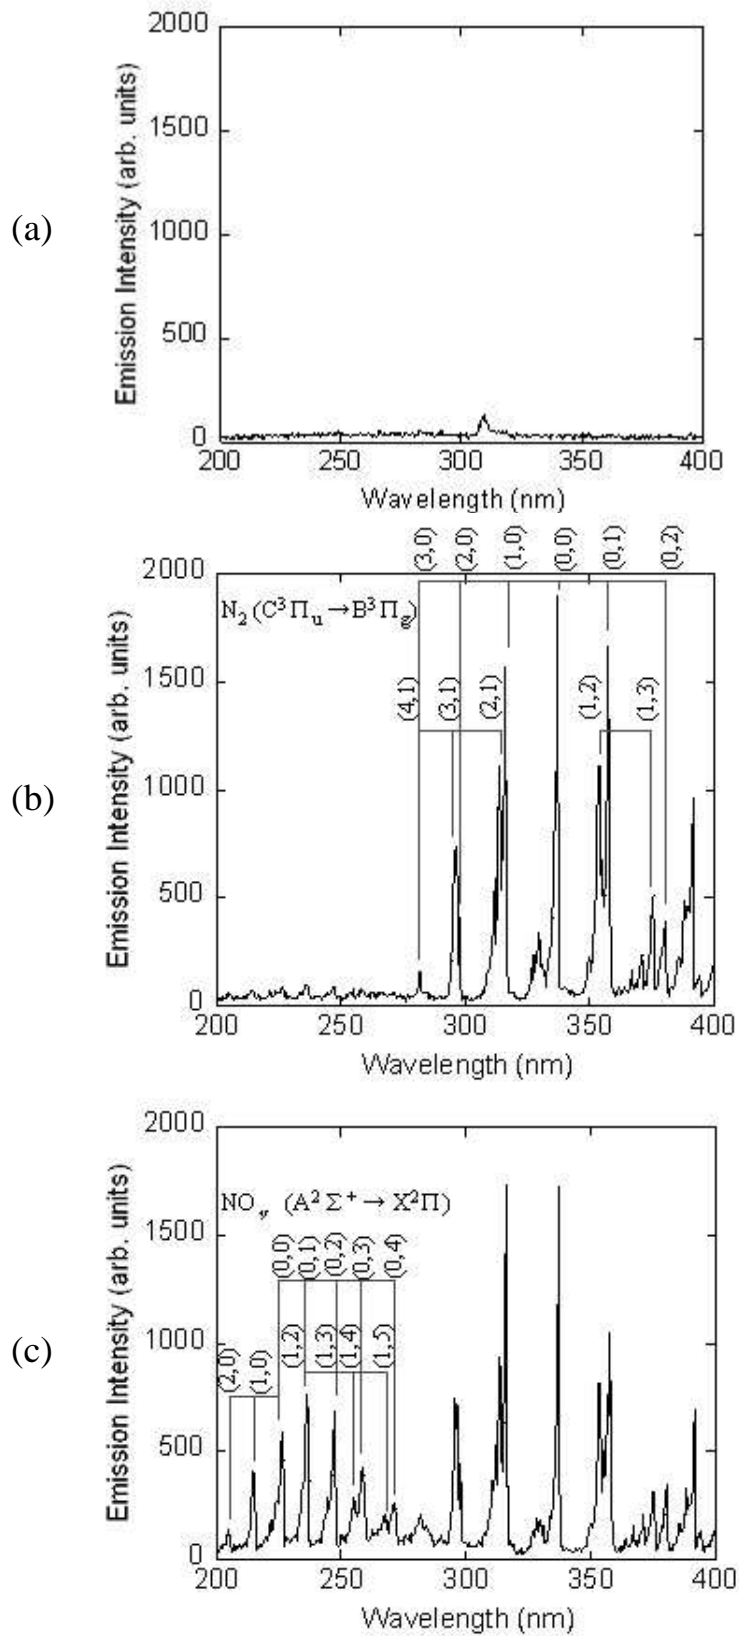 (a)
Emission Intensity (arb. units)
2000
1500
1000
500
0
200 250 300 350 400
Wavelength (nm)
(b)
Emission Intensity (arb. units)
(3,0) (2,0) (1,0) (0,0) (0,1) (0,2)
2000
N₂(C³Πᵤ→B³Π_g)
(4,1) (3,1) (2,1) (1,2) (1,3)
1500
1000
500
0
200 250 300 350 400
Wavelength (nm)
(c)
Emission Intensity (arb. units)
2000
NOᵧ (A²Σ⁺→X²Π)
1500
(0,0) (0,1) (0,2) (0,3) (0,4)
(2,0) (1,0) (1,2) (1,3) (1,4) (1,5)
1000
500
0
200 250 300 350 400
Wavelength (nm)